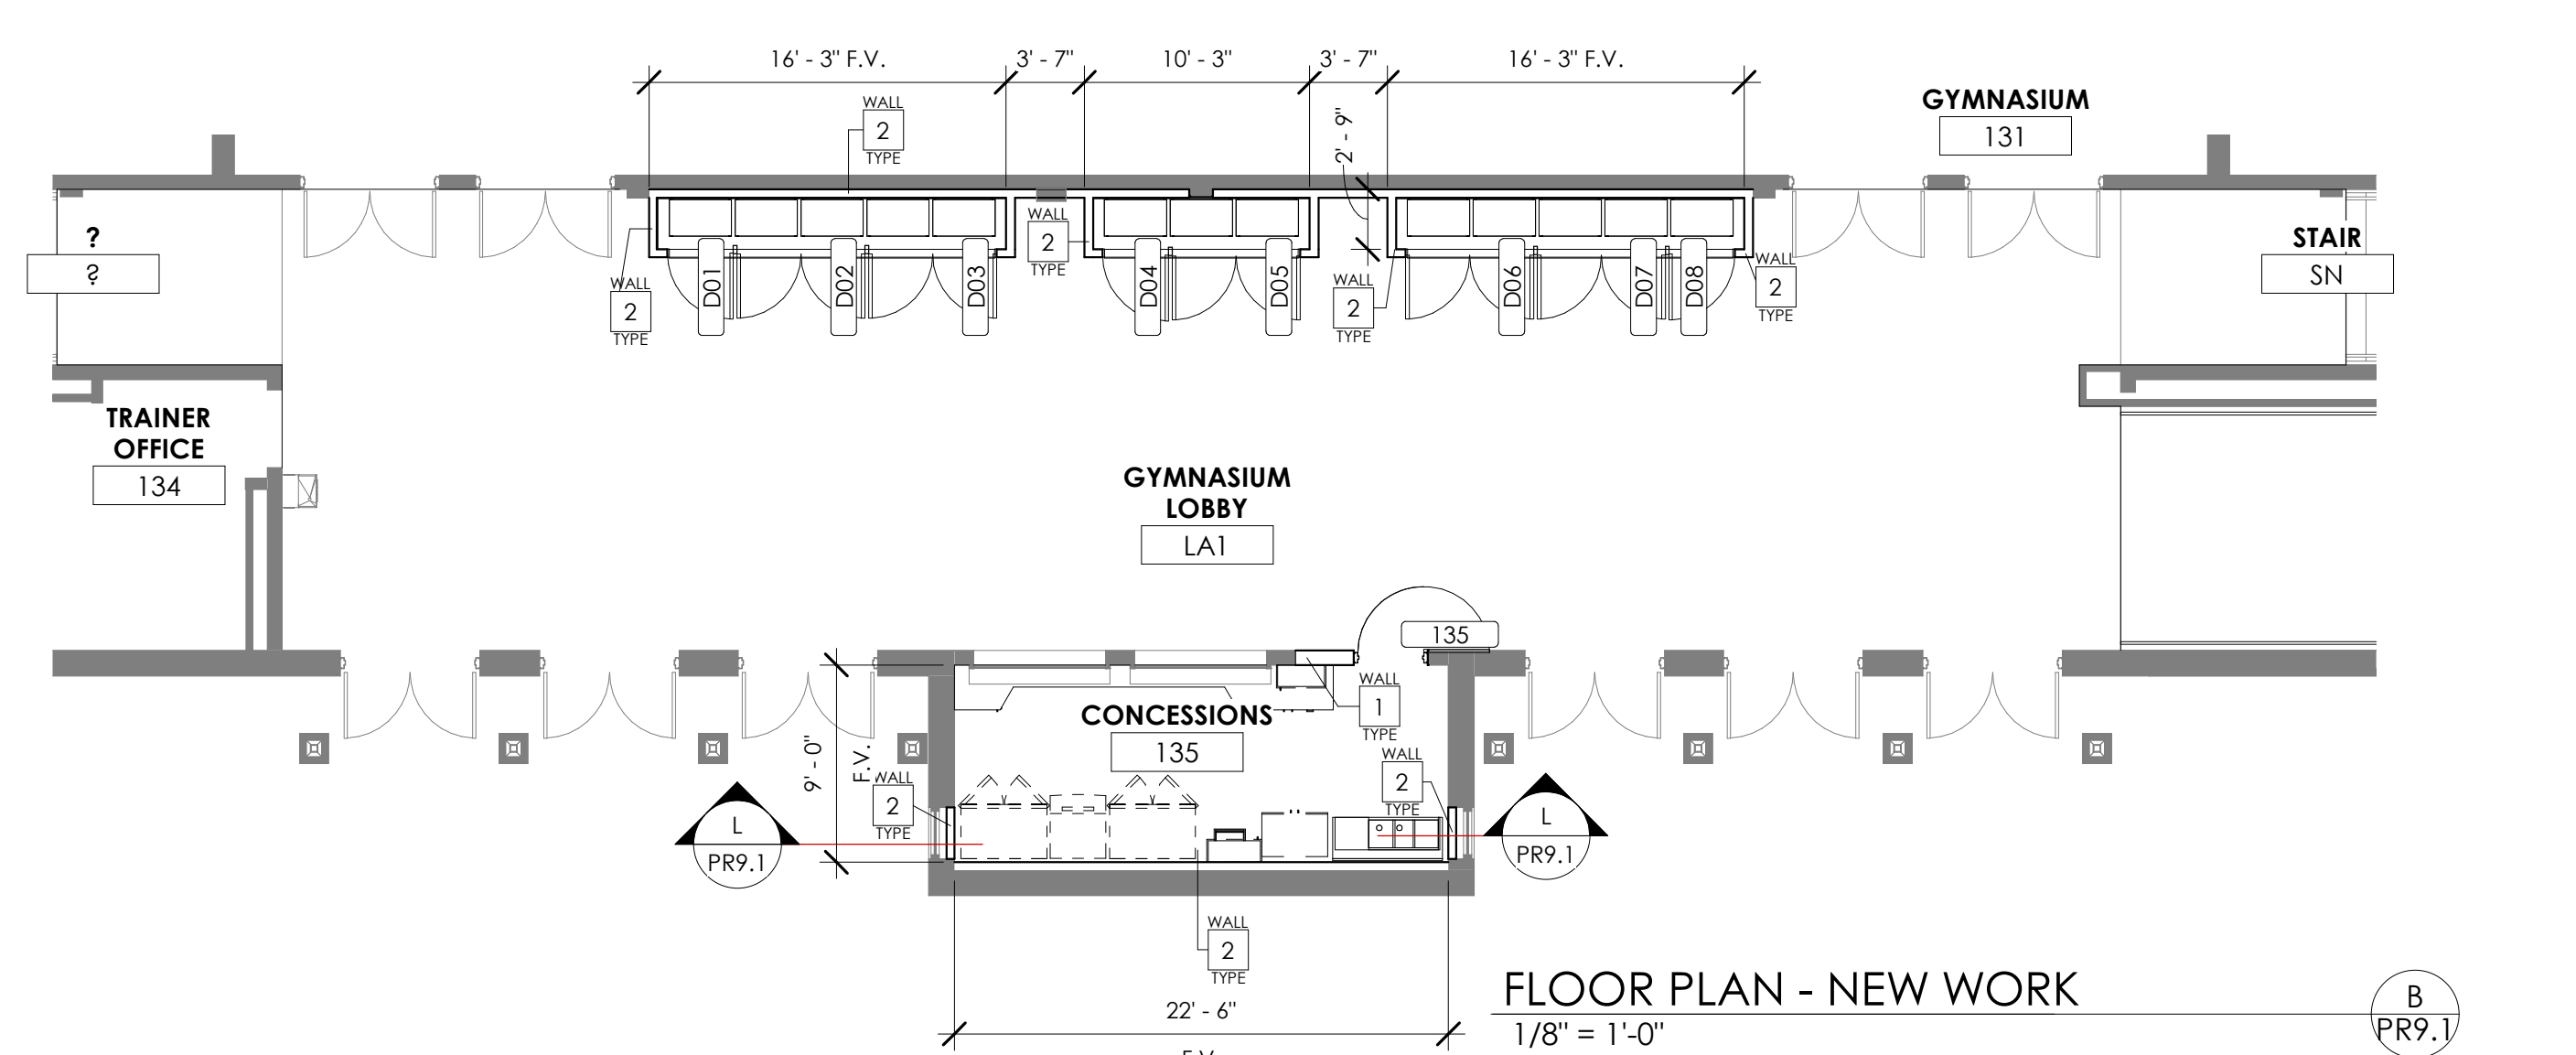 16' - 3" F.V.
3' - 7"
10' - 3"
3' - 7"
16' - 3" F.V.
GYMNASIUM
131
WALL
2
TYPE
2' - 9"
?
?
WALL
2
TYPE
WALL
2
TYPE
WALL
2
TYPE
WALL
2
TYPE
STAIR
SN
D01
D02
D03
D04
D05
D06
D07
D08
TRAINER
OFFICE
134
GYMNASIUM
LOBBY
LA1
135
WALL
1
TYPE
CONCESSIONS
135
9' - 0"
F.V.
WALL
2
TYPE
WALL
2
TYPE
L
PR9.1
L
PR9.1
WALL
2
TYPE
22' - 6"
F.V.
FLOOR PLAN - NEW WORK
1/8" = 1'-0"
B
PR9.1